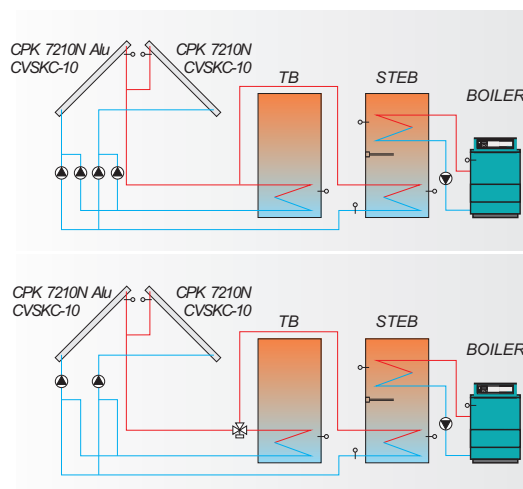 CPK 7210N Alu
CVSKC-10
CPK 7210N
CVSKC-10
TB
STEB
BOILER
CPK 7210N Alu
CVSKC-10
CPK 7210N
CVSKC-10
TB
STEB
BOILER